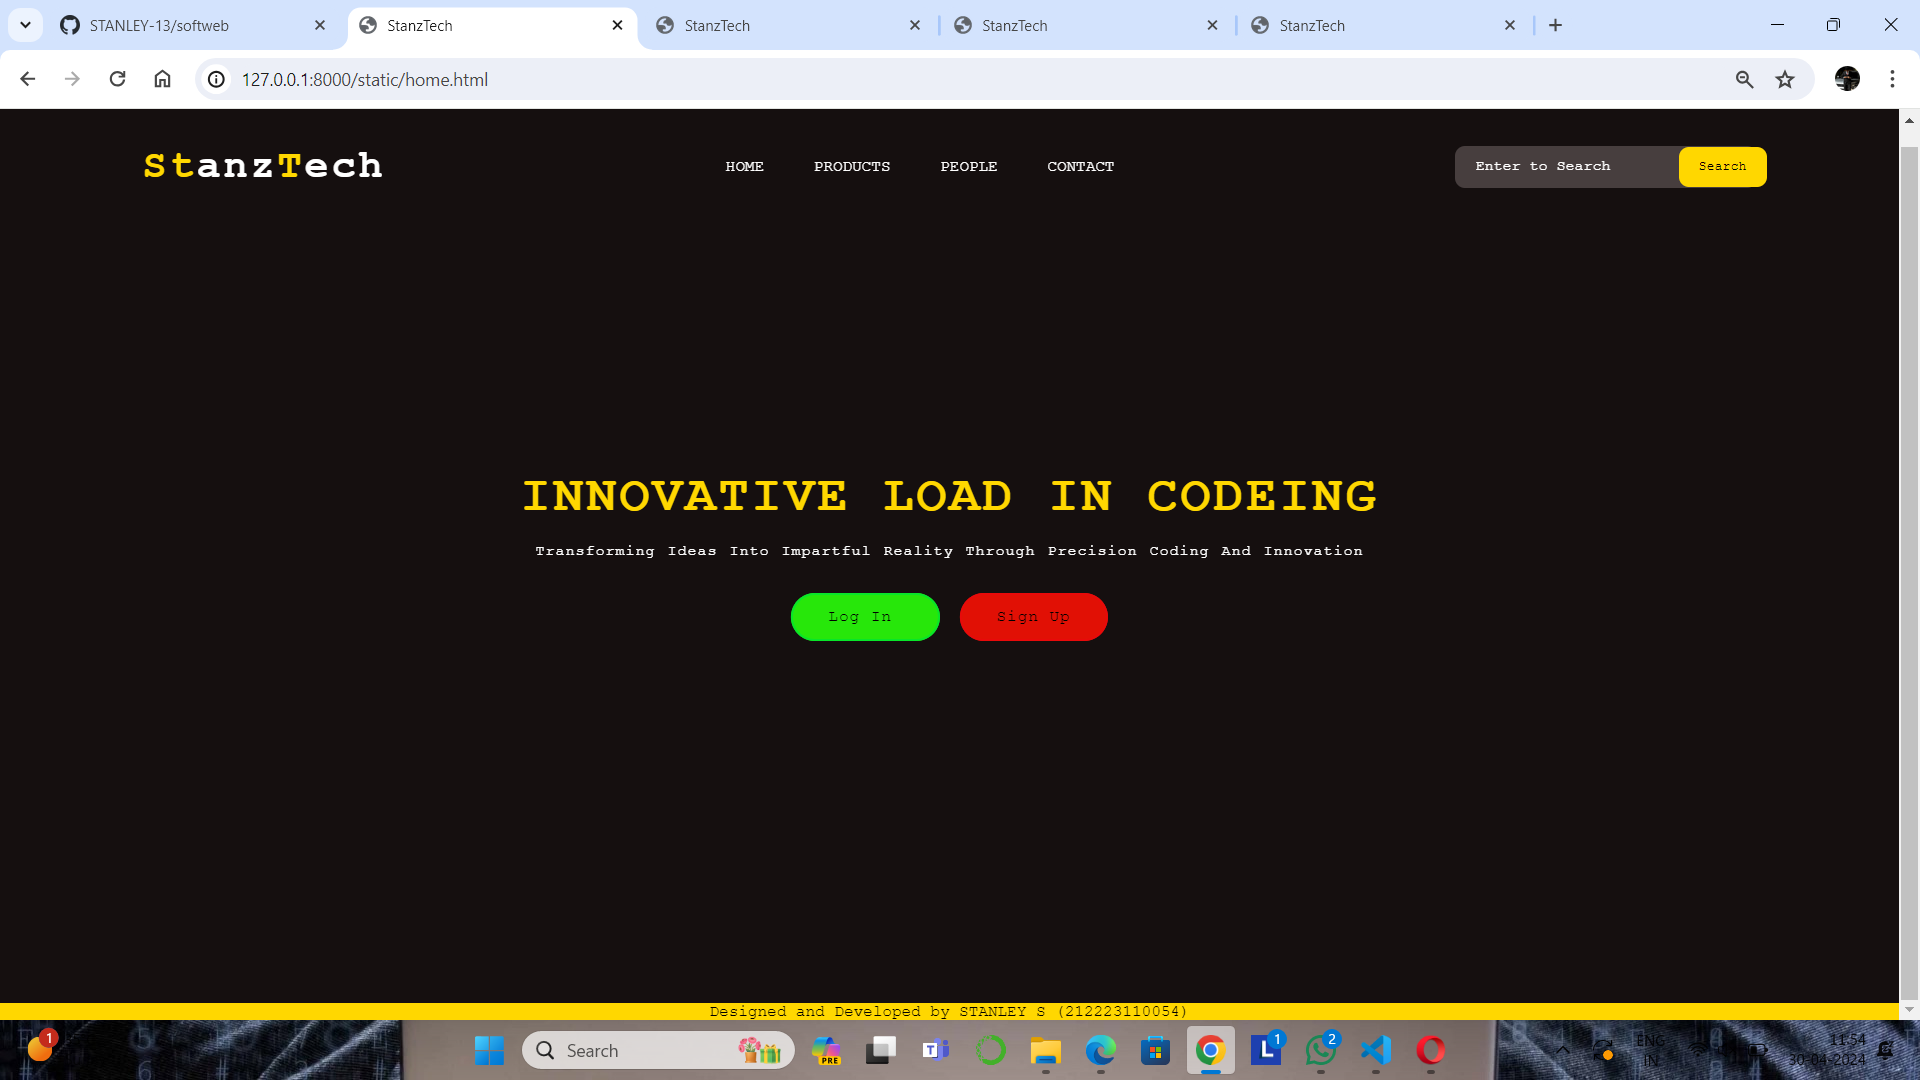 STANLEY-13/softweb
StanzTech
StanzTech
StanzTech
StanzTech
127.0.0.1:8000/static/home.html
StanzTech
HOME
PRODUCTS
PEOPLE
CONTACT
Enter to Search
Search
INNOVATIVE LOAD IN CODEING
Transforming Ideas Into Impartful Reality Through Precision Coding And Innovation
Log In
Sign Up
Designed and Developed by STANLEY S (212223110054)
1
Search
PRE
T
L
1
2
ENG
IN
11:54
30-04-2024